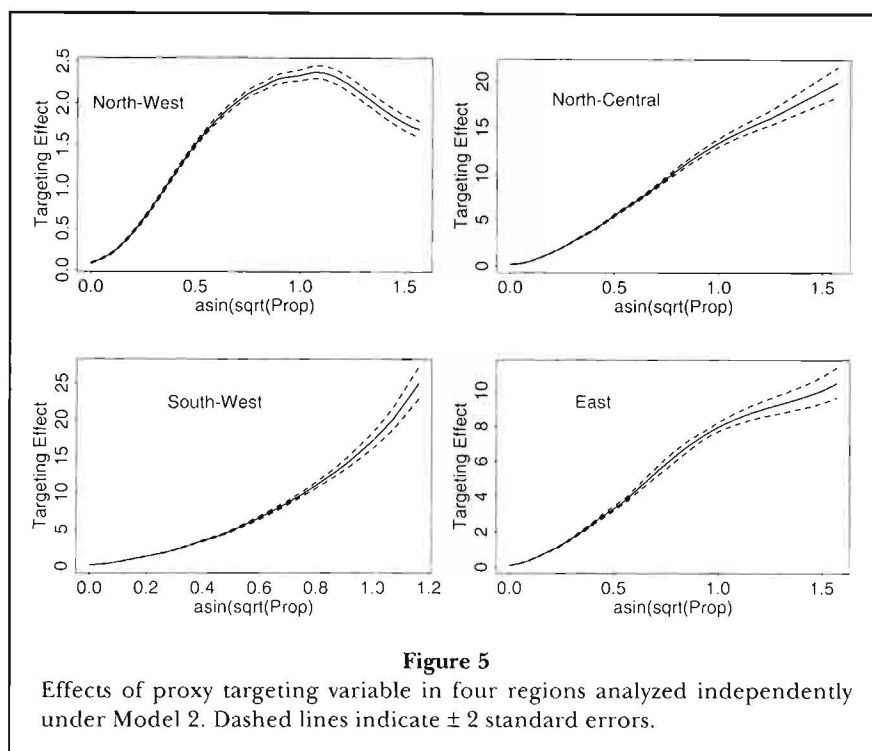 North-West
Targeting Effect
0.0 0.5 1.0 1.5 2.0 2.5
0.0 0.5 1.0 1.5
asin(sqrt(Prop)
North-Central
Targeting Effect
0 5 10 15 20
0.0 0.5 1.0 1.5
asin(sqrt(Prop)
South-West
Targeting Effect
0 5 10 15 20 25
0.0 0.2 0.4 0.6 0.8 1.0 1.2
asin(sqrt(Prop)
East
Targeting Effect
0 2 4 6 8 10
0.0 0.5 1.0 1.5
asin(sqrt(Prop)
Figure 5
Effects of proxy targeting variable in four regions analyzed independently
under Model 2. Dashed lines indicate ± 2 standard errors.